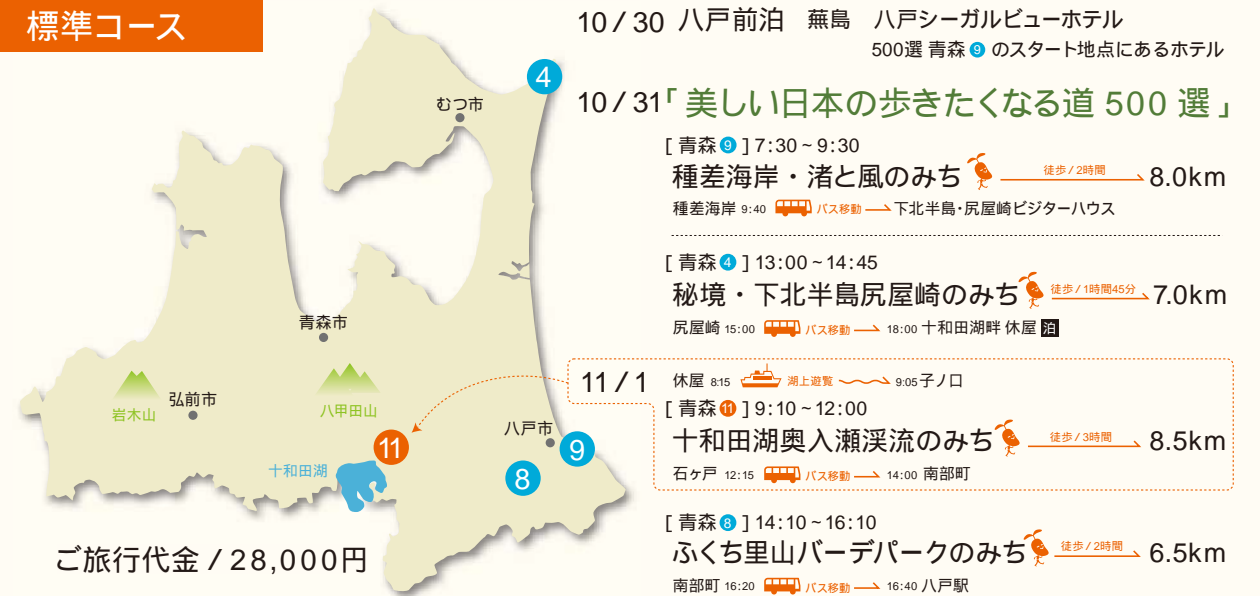 標準コース
10/30 八戸前泊 蕪島 八戸シーガルビューホテル
500選 青森9 のスタート地点にあるホテル
10/31「美しい日本の歩きたくなる道 500 選」
[ 青森9 ] 7:30~9:30
種差海岸・渚と風のみち 徒歩/2時間 8.0km
種差海岸 9:40 バス移動 下北半島・尻屋崎ビジターハウス
[ 青森4 ] 13:00~14:45
秘境・下北半島尻屋崎のみち 徒歩/1時間45分 7.0km
尻屋崎 15:00 バス移動 18:00 十和田湖畔 休屋 泊
11/1 休屋 8:15 湖上遊覧 9:05 子ノ口
[ 青森11 ] 9:10~12:00
十和田湖奥入瀬渓流のみち 徒歩/3時間 8.5km
石ヶ戸 12:15 バス移動 14:00 南部町
[ 青森8 ] 14:10~16:10
ふくち里山バーデパークのみち 徒歩/2時間 6.5km
南部町 16:20 バス移動 16:40 八戸駅
4
むつ市
青森市
岩木山
弘前市
八甲田山
11
八戸市
9
十和田湖
8
ご旅行代金 / 28,000円